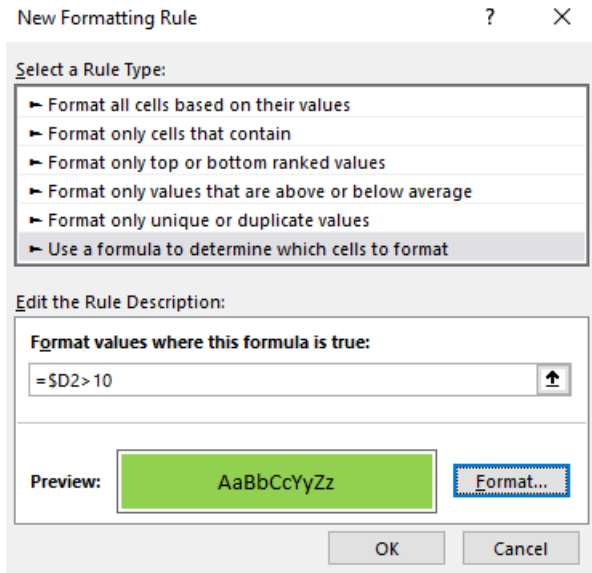 New Formatting Rule ? ×
Select a Rule Type:
► Format all cells based on their values
► Format only cells that contain
► Format only top or bottom ranked values
► Format only values that are above or below average
► Format only unique or duplicate values
► Use a formula to determine which cells to format
Edit the Rule Description:
Format values where this formula is true:
=$D2>10
Preview: AaBbCcYyZz Format...
OK Cancel